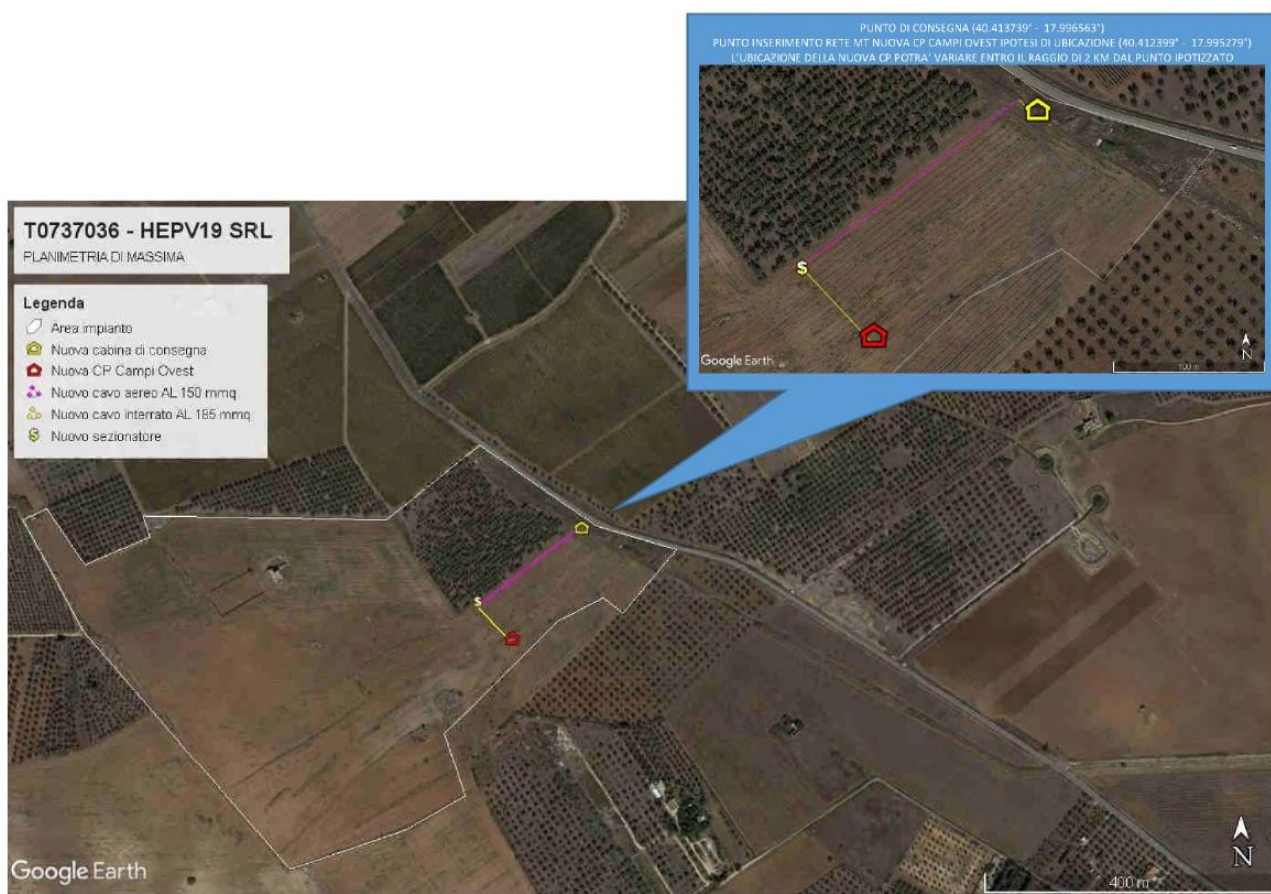 PUNTO DI CONSEGNA (40.413739° - 17.996563°)
PUNTO INSERIMENTO RETE MT NUOVA CP CAMPI OVEST IPOTESI DI UBICAZIONE (40.412399° - 17.995279°)
L'UBICAZIONE DELLA NUOVA CP POTRA' VARIARE ENTRO IL RAGGIO DI 2 KM DAL PUNTO IPOTIZZATO
S
Google Earth
100 m
N
T0737036 - HEPV19 SRL
PLANIMETRIA DI MASSIMA
Legenda
Area impianto
Nuova cabina di consegna
Nuova CP Campi Ovest
Nuovo cavo aereo AL 150 mmq
Nuovo cavo interrato AL 185 mmq
Nuovo sezionatore
S
Google Earth
400 m
N